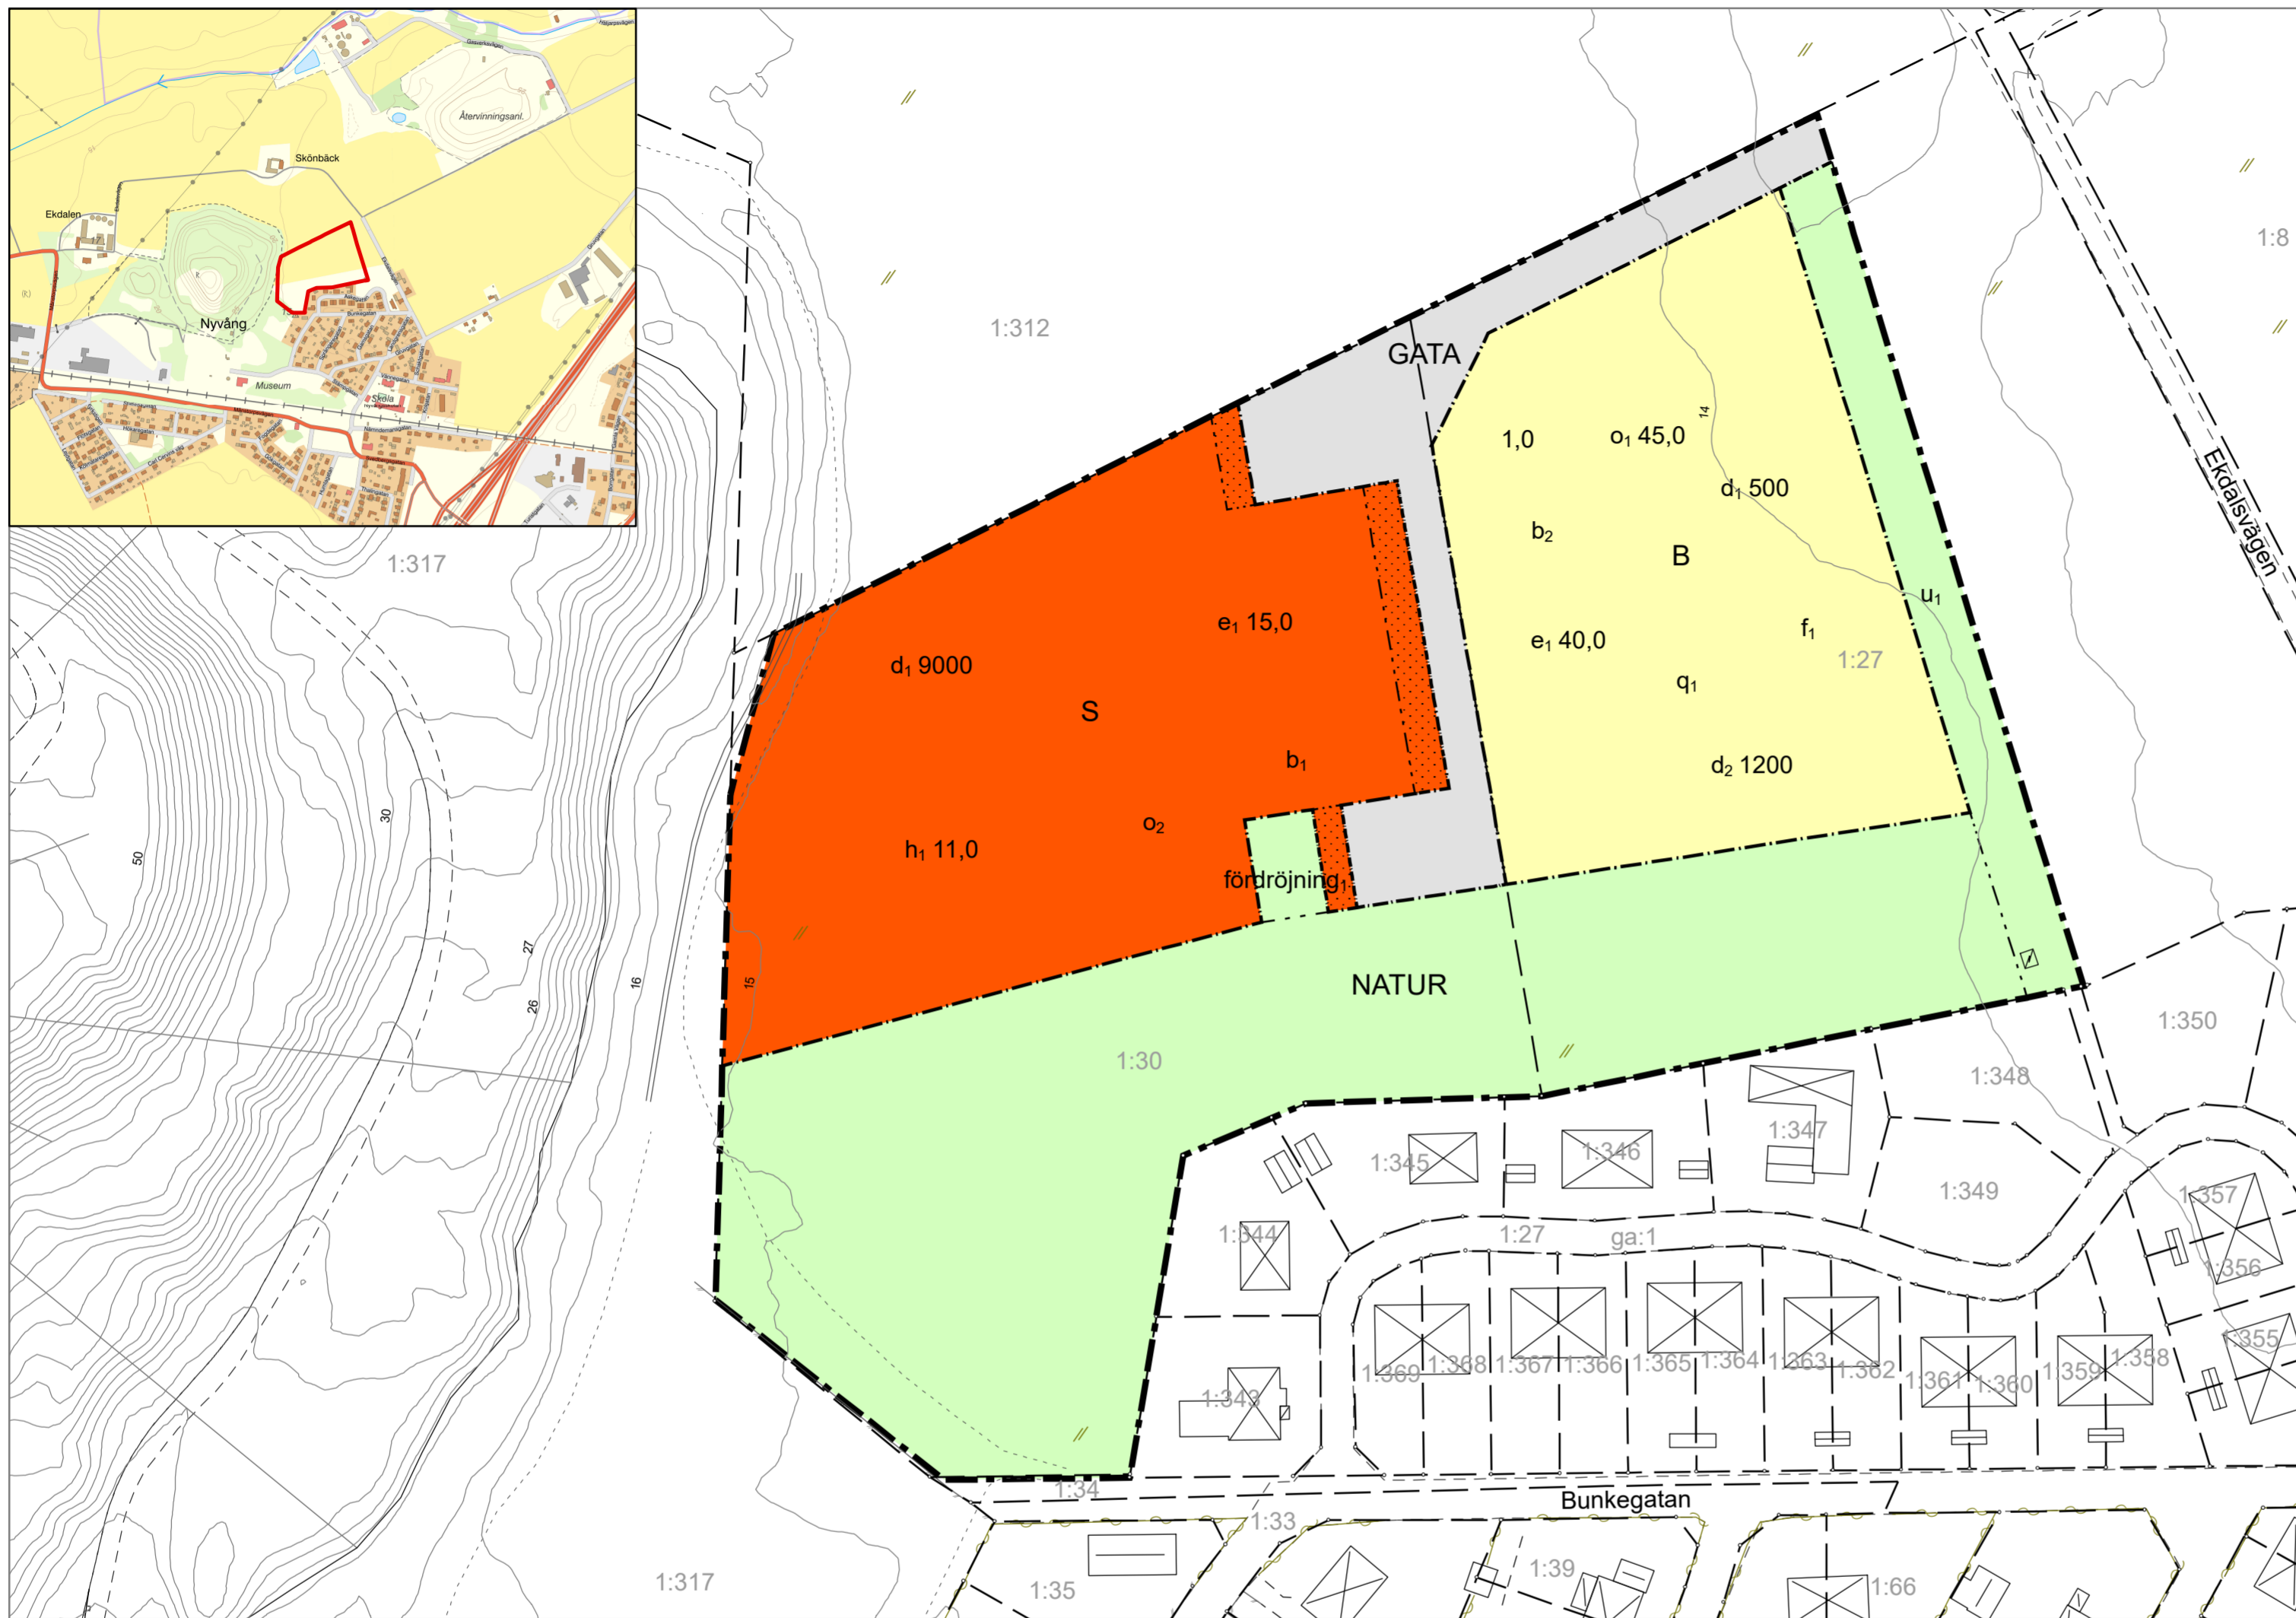 Gasverksvägen
Återvinningsanl.
Skönbäck
Ekdalen
Nyvång
Museum
Skola
Bunkegatan
Hökaregatan
Carl Cervins väg
1:317
1:312
GATA
1:8
Ekdalsvägen
14
1,0
o₁ 45,0
d₁ 500
b₂
B
u₁
e₁ 15,0
e₁ 40,0
f₁
1:27
d₁ 9000
q₁
S
b₁
d₂ 1200
o₂
h₁ 11,0
fördröjning₁
30
50
27
26
16
15
NATUR
1:30
1:350
1:348
1:347
1:346
1:345
1:349
1:357
1:344
1:27
ga:1
1:356
1:355
1:343
1:369
1:368
1:367
1:366
1:365
1:364
1:363
1:362
1:361
1:360
1:359
1:358
1:34
Bunkegatan
1:33
1:317
1:35
1:39
1:66